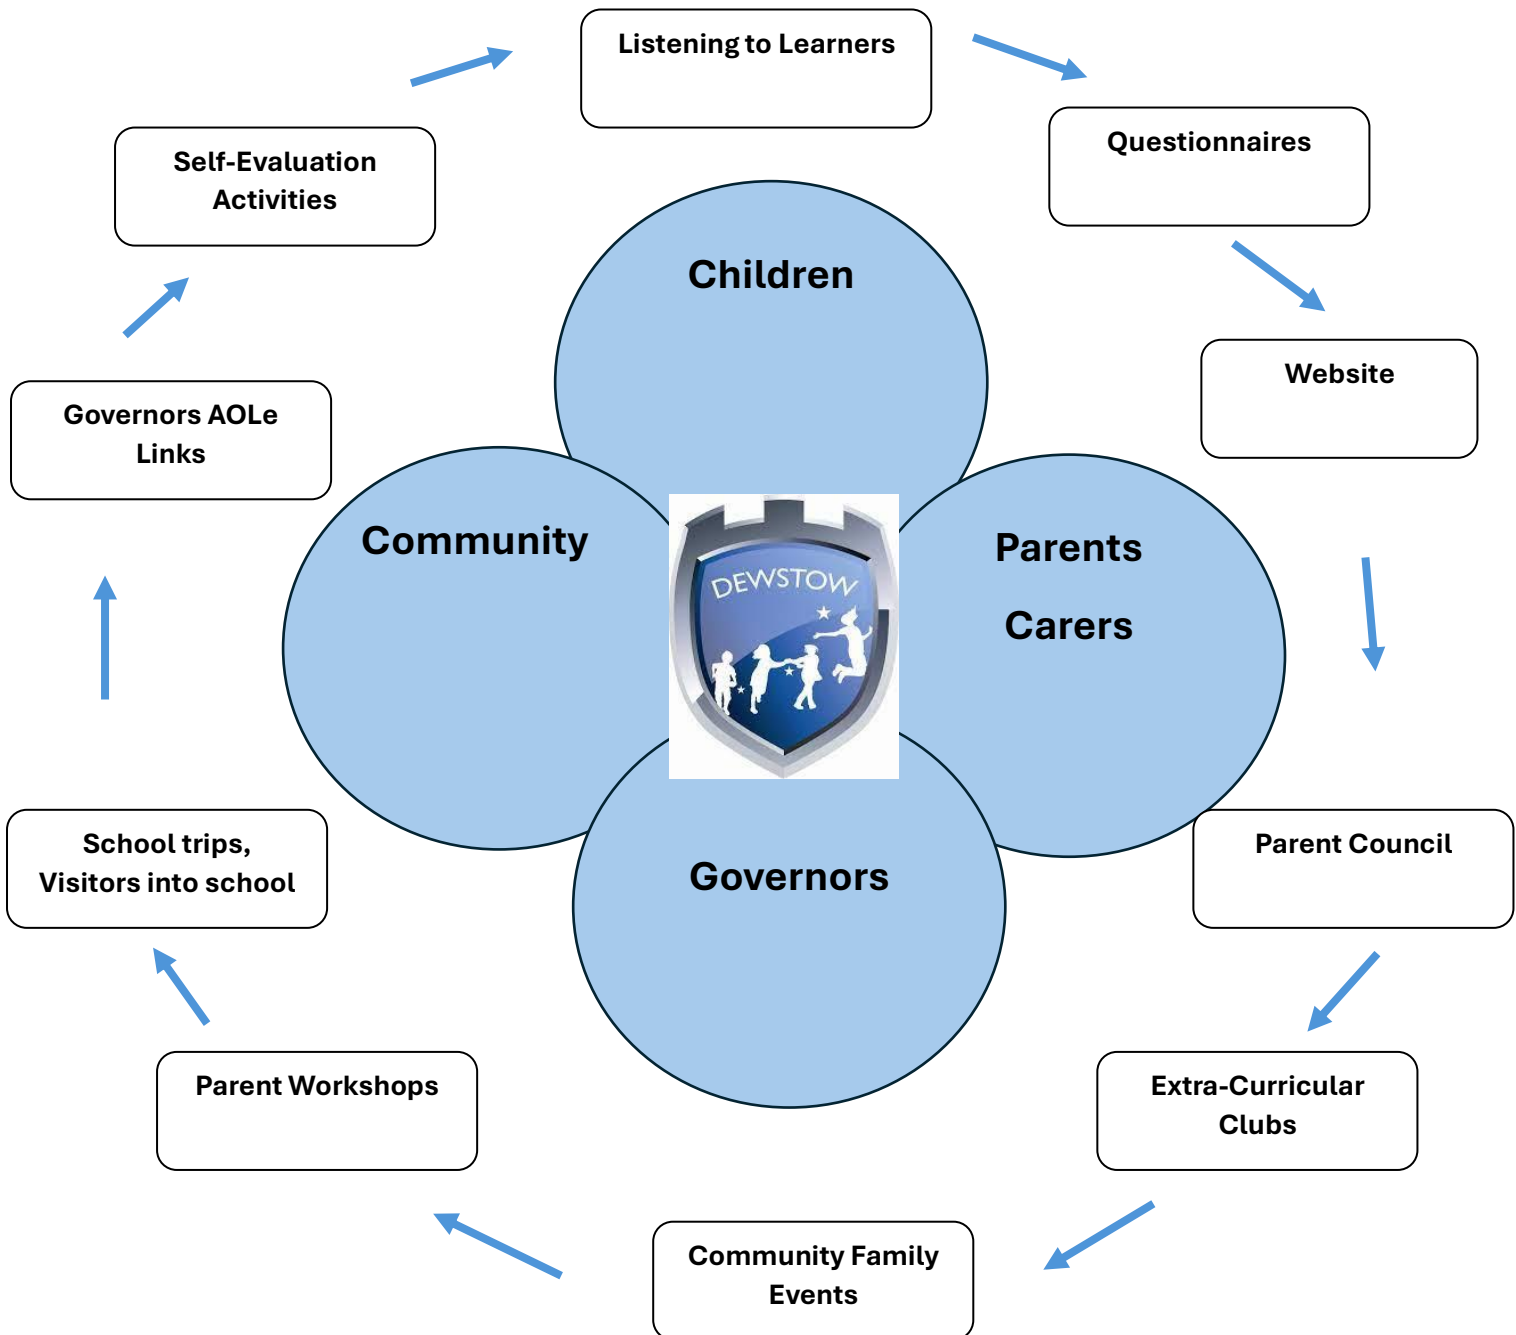 Listening to Learners
Questionnaires
Website
Parent Council
Extra-Curricular
Clubs
Community Family
Events
Parent Workshops
School trips,
Visitors into school
Governors AOLe
Links
Self-Evaluation
Activities
Children
Community
Parents
Carers
Governors
DEWSTOW